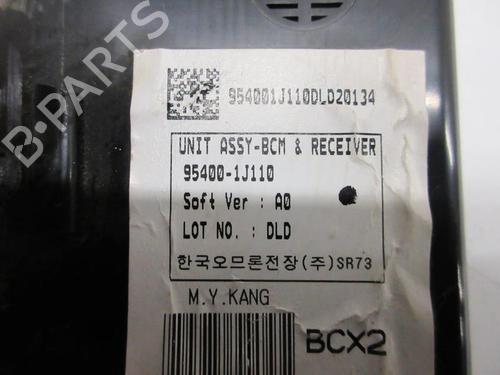 B-PARTS
954001J110DLD20134
UNIT ASSY-BCM & RECEIVER
95400-1J110
Soft Ver : A0
LOT NO. : DLD
한국오므론전장(주)SR73
M.Y.KANG
BCX2